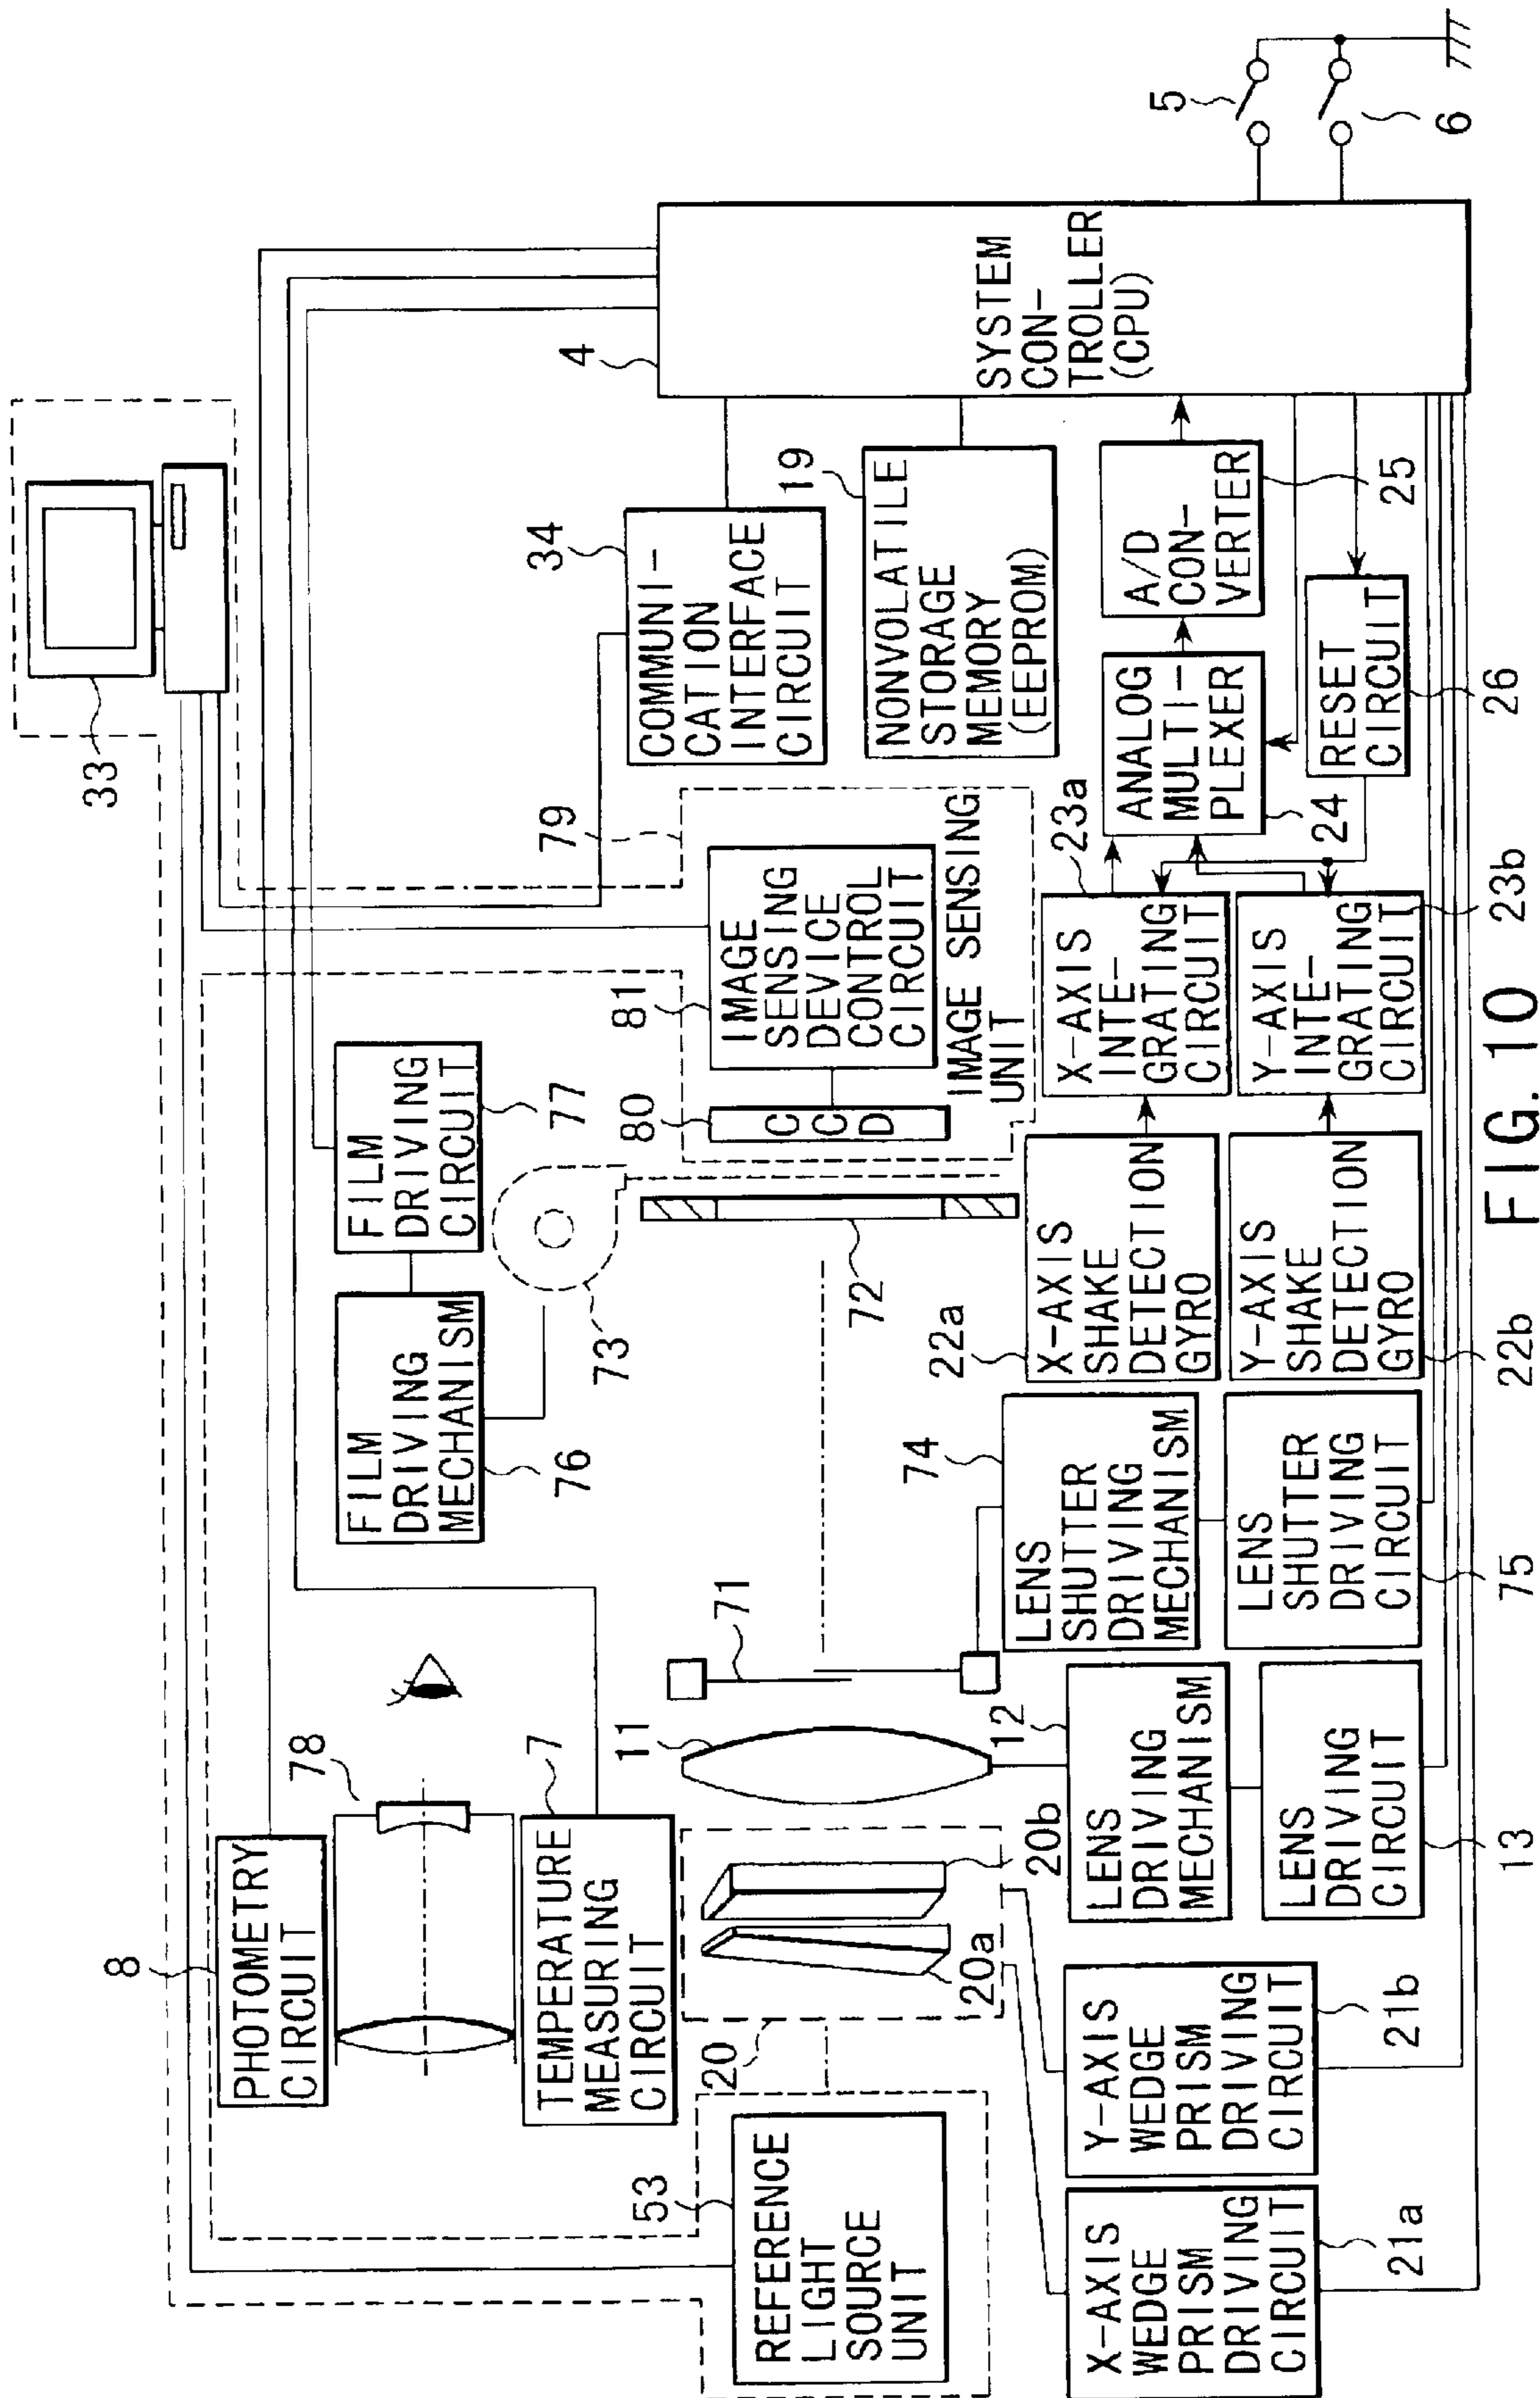 33
8
PHOTOMETRY
CIRCUIT
78
7
TEMPERATURE
MEASURING
CIRCUIT
FILM
DRIVING
MECHANISM
76
FILM
DRIVING
CIRCUIT
77
73
53
REFERENCE
LIGHT
SOURCE
UNIT
20
20a
20b
11
71
72
79
81
IMAGE
SENSING
DEVICE
CONTROL
CIRCUIT
80
CCD
IMAGE SENSING
UNIT
34
COMMUNI-
CATION
INTERFACE
CIRCUIT
19
NONVOLATILE
STORAGE
MEMORY
(EEPROM)
4
SYSTEM
CON-
TROLLER
(CPU)
5
6
X-AXIS
WEDGE
PRISM
DRIVING
CIRCUIT
21a
Y-AXIS
WEDGE
PRISM
DRIVING
CIRCUIT
21b
12
LENS
DRIVING
MECHANISM
LENS
DRIVING
CIRCUIT
13
74
LENS
SHUTTER
DRIVING
MECHANISM
LENS
SHUTTER
DRIVING
CIRCUIT
75
22a
X-AXIS
SHAKE
DETECTION
GYRO
Y-AXIS
SHAKE
DETECTION
GYRO
22b
23a
X-AXIS
INTE-
GRATING
CIRCUIT
Y-AXIS
INTE-
GRATING
CIRCUIT
23b
ANALOG
MULTI-
PLEXER
24
A/D
CON-
VERTER
25
RESET
CIRCUIT
26
FIG. 10